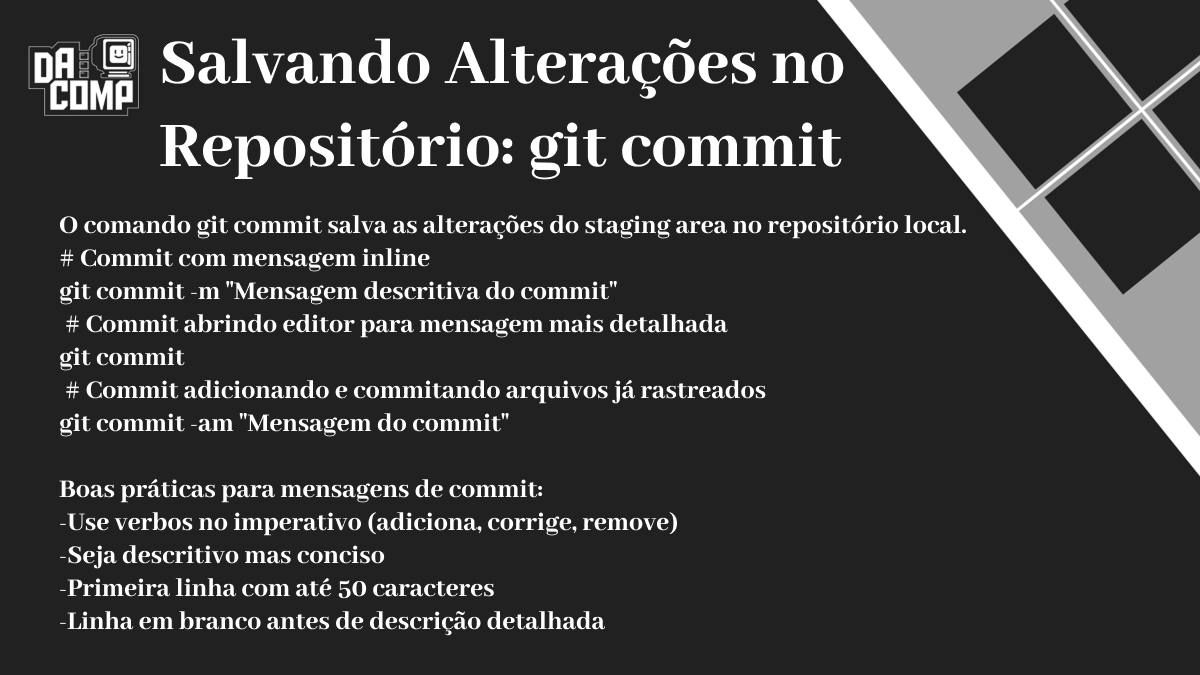 DA
COMP
Salvando Alterações no
Repositório: git commit
O comando git commit salva as alterações do staging area no repositório local.
# Commit com mensagem inline
git commit -m "Mensagem descritiva do commit"
# Commit abrindo editor para mensagem mais detalhada
git commit
# Commit adicionando e commitando arquivos já rastreados
git commit -am "Mensagem do commit"
Boas práticas para mensagens de commit:
-Use verbos no imperativo (adiciona, corrige, remove)
-Seja descritivo mas conciso
-Primeira linha com até 50 caracteres
-Linha em branco antes de descrição detalhada